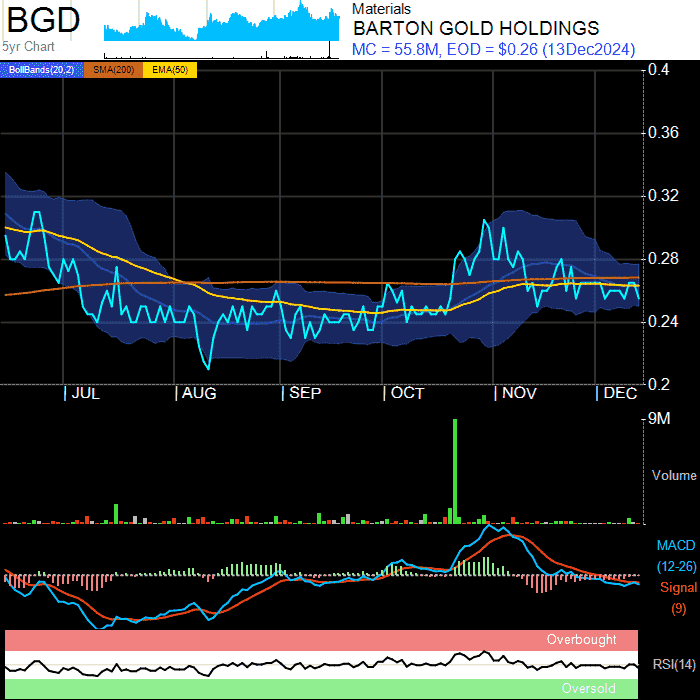 BGD
5yr Chart
Materials
BARTON GOLD HOLDINGS
MC = 55.8M, EOD = $0.26 (13Dec2024)
BollBands(20,2) SMA(200) EMA(50)
0.4
0.36
0.32
0.28
0.24
0.2
JUL AUG SEP OCT NOV DEC
9M
Volume
MACD
(12-26)
Signal
(9)
Overbought
RSI(14)
Oversold